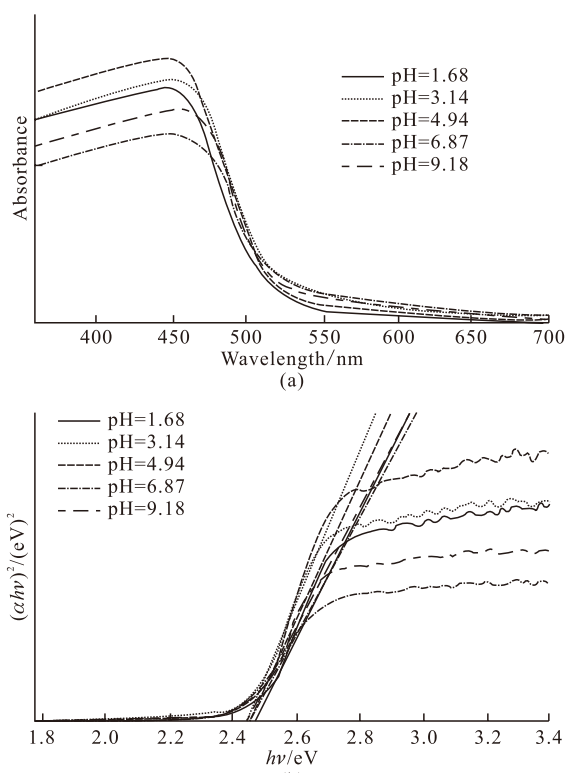 Absorbance
pH=1.68
pH=3.14
pH=4.94
pH=6.87
pH=9.18
400 450 500 550 600 650 700
Wavelength/nm
(a)
pH=1.68
pH=3.14
pH=4.94
pH=6.87
pH=9.18
(αhν)²/(eV)²
1.8 2.0 2.4 2.6 2.8 3.0 3.2 3.4
hν/eV